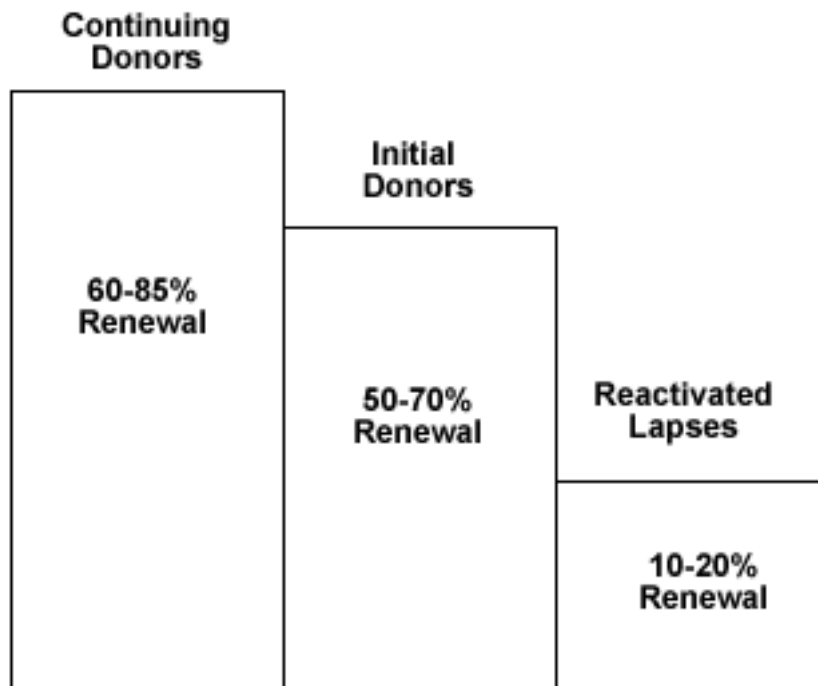 Continuing
Donors
60-85%
Renewal
Initial
Donors
50-70%
Renewal
Reactivated
Lapses
10-20%
Renewal